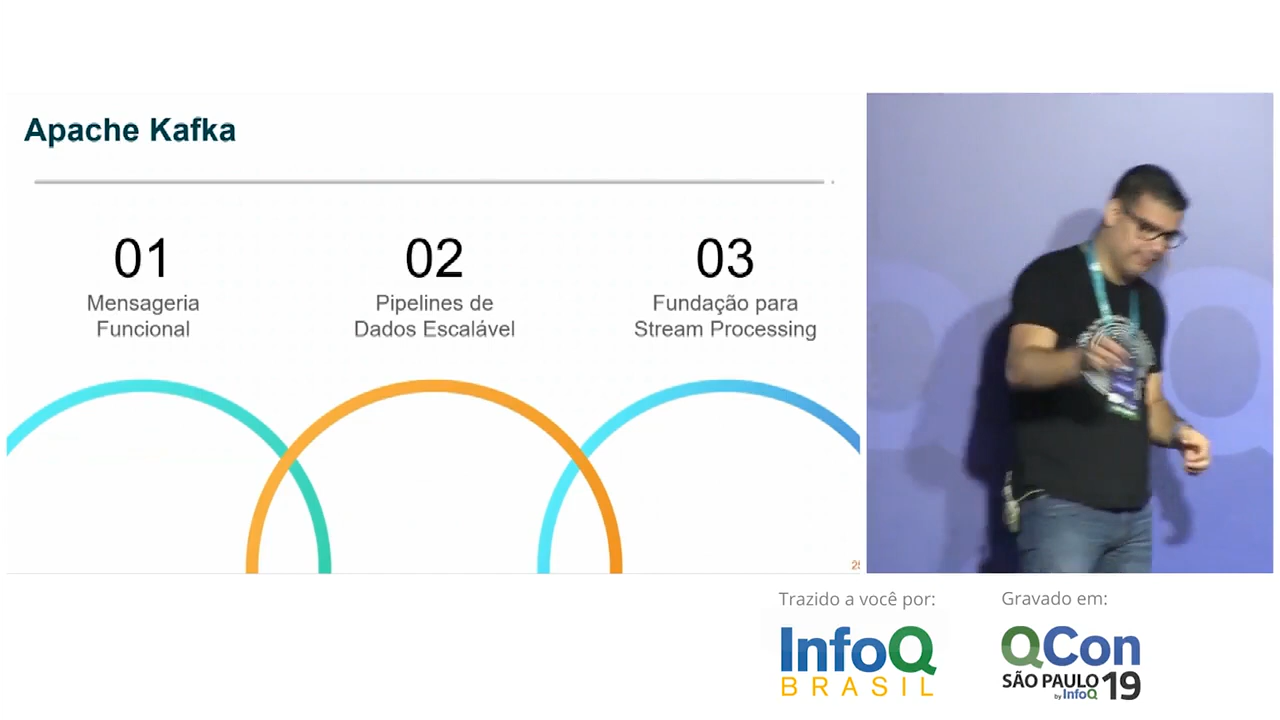 Apache Kafka
01
Mensageria
Funcional
02
Pipelines de
Dados Escalável
03
Fundação para
Stream Processing
Trazido a você por:
InfoQ
BRASIL
Gravado em:
QCon
SÃO PAULO 19
by InfoQ